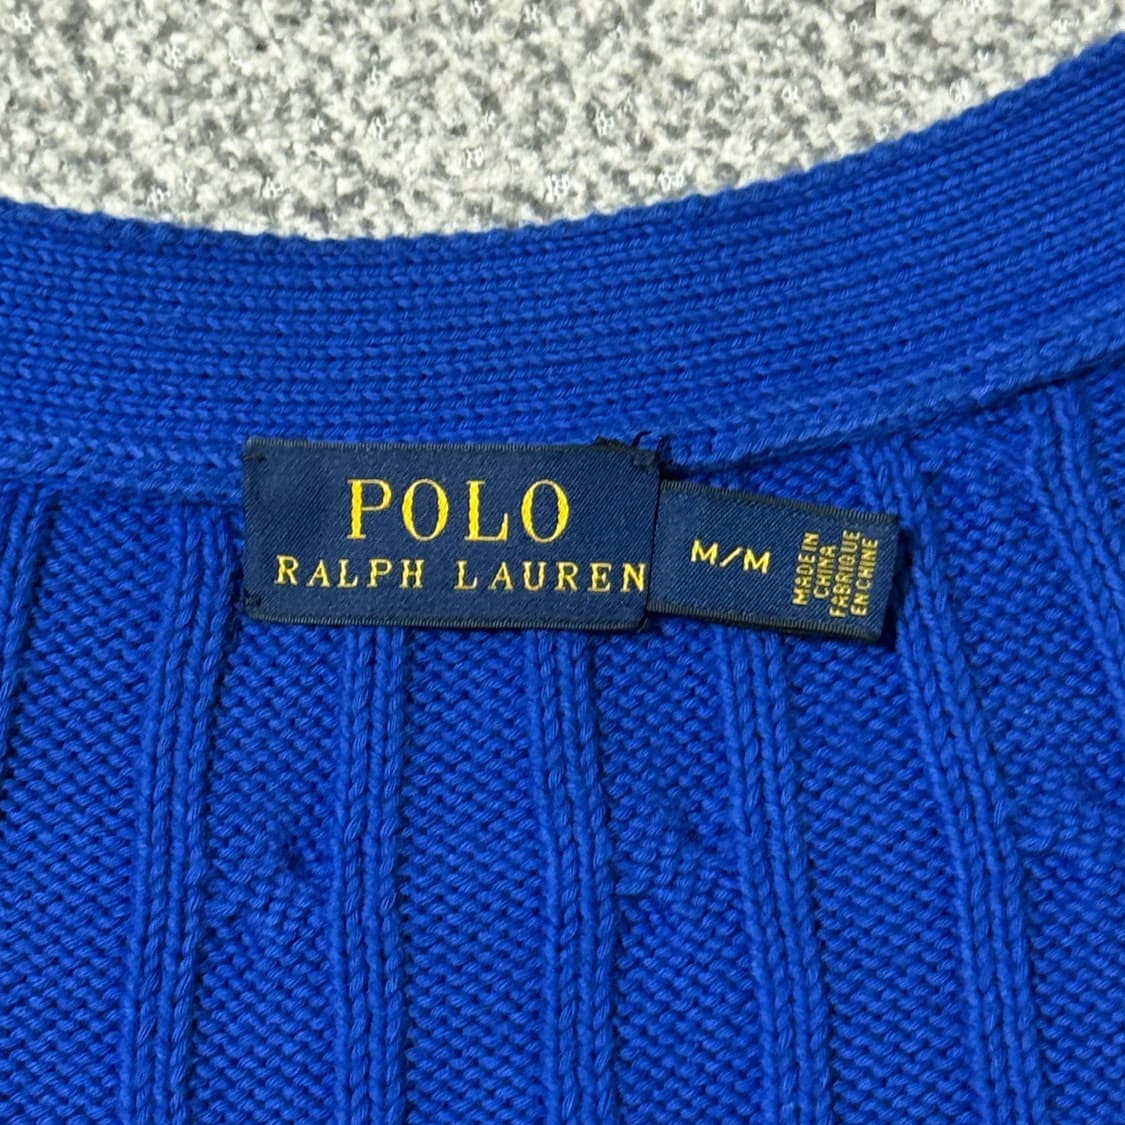 POLO
RALPH LAUREN
M/M
MADE IN
CHINA
FABRIQUE
EN CHINE